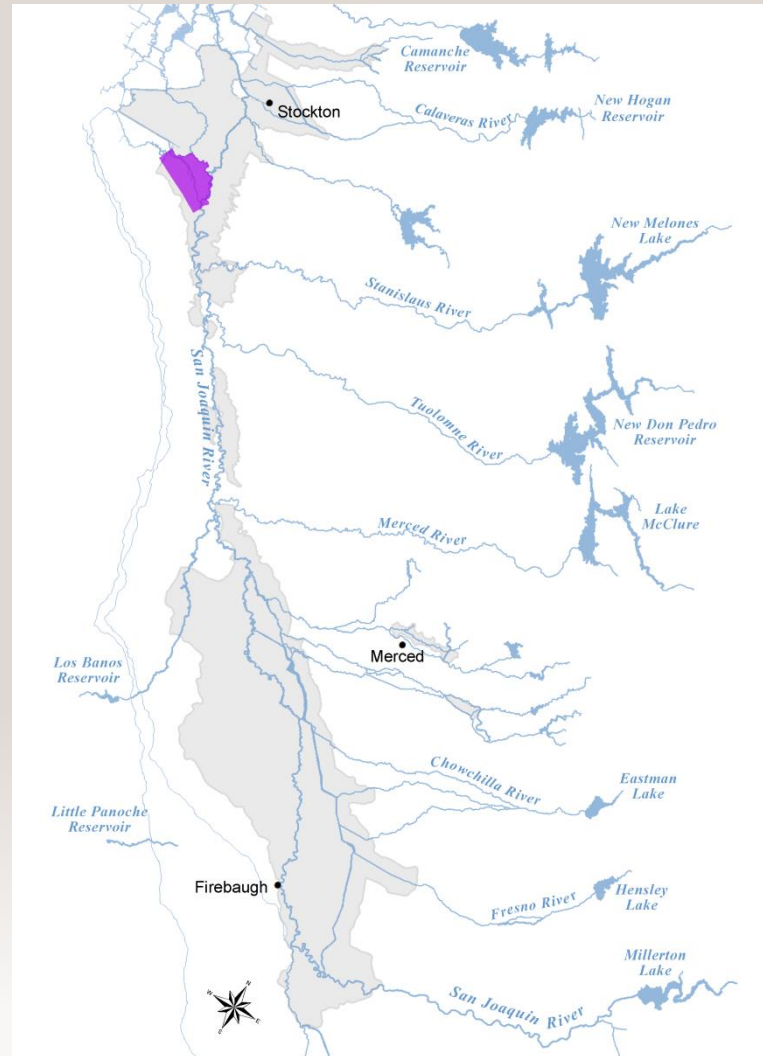 Camanche
Reservoir
Stockton
Calaveras River
New Hogan
Reservoir
New Melones
Lake
Stanislaus River
San Joaquin River
Tuolomne River
New Don Pedro
Reservoir
Lake
McClure
Merced River
Merced
Los Banos
Reservoir
Chowchilla River
Eastman
Lake
Little Panoche
Reservoir
Firebaugh
Fresno River
Hensley
Lake
Millerton
Lake
San Joaquin River
N
W
E
S